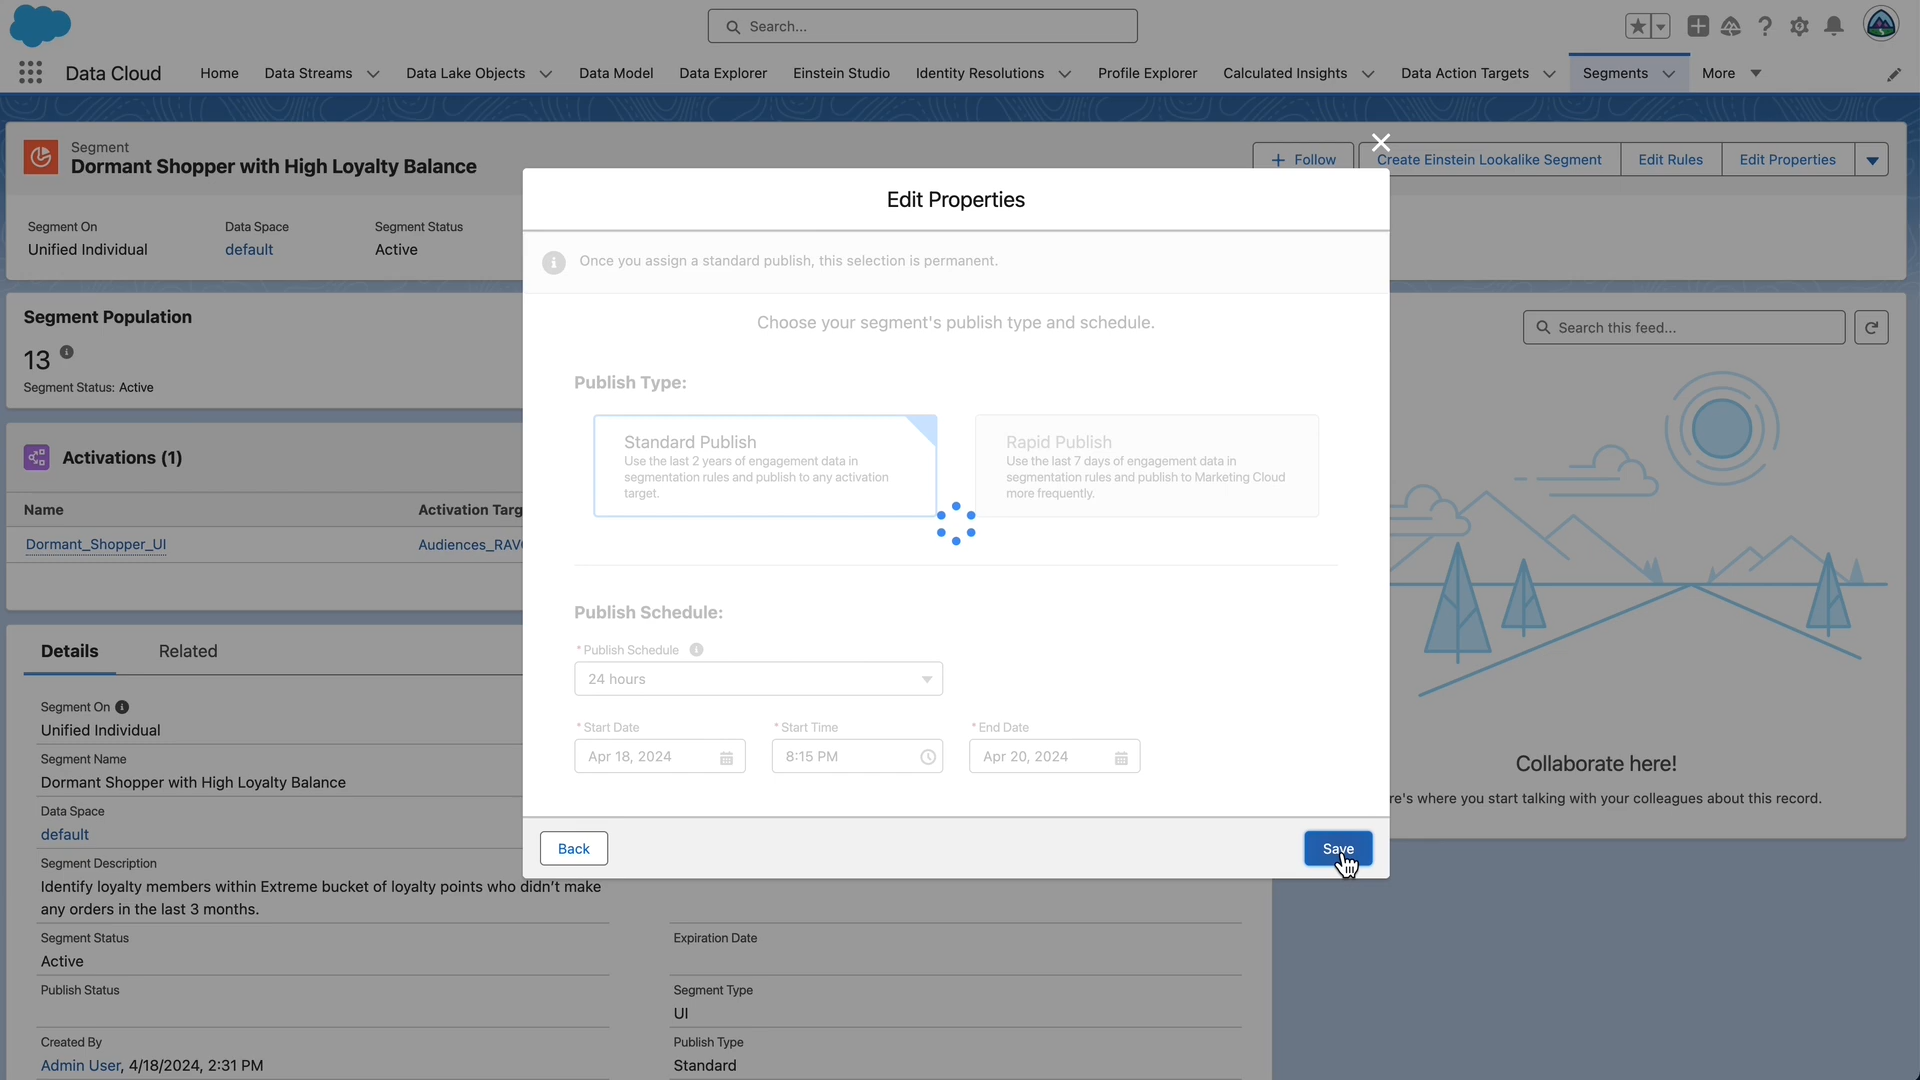 Search...
Data Cloud
Home
Data Streams
Data Lake Objects
Data Model
Data Explorer
Einstein Studio
Identity Resolutions
Profile Explorer
Calculated Insights
Data Action Targets
Segments
More
Segment
Dormant Shopper with High Loyalty Balance
Follow
Create Einstein Lookalike Segment
Edit Rules
Edit Properties
Segment On
Unified Individual
Data Space
default
Segment Status
Active
Segment Population
13
Segment Status: Active
Activations (1)
Name
Activation Targ
Dormant_Shopper_UI
Audiences_RAV
Details
Related
Segment On
Unified Individual
Segment Name
Dormant Shopper with High Loyalty Balance
Data Space
default
Segment Description
Identify loyalty members within Extreme bucket of loyalty points who didn't make
any orders in the last 3 months.
Segment Status
Active
Publish Status
Created By
Admin User, 4/18/2024, 2:31 PM
Expiration Date
Segment Type
UI
Publish Type
Standard
Edit Properties
Once you assign a standard publish, this selection is permanent.
Choose your segment's publish type and schedule.
Publish Type:
Standard Publish
Use the last 2 years of engagement data in
segmentation rules and publish to any activation
target.
Rapid Publish
Use the last 7 days of engagement data in
segmentation rules and publish to Marketing Cloud
more frequently.
Publish Schedule:
* Publish Schedule
24 hours
* Start Date
Apr 18, 2024
* Start Time
8:15 PM
* End Date
Apr 20, 2024
Back
Save
Search this feed...
Collaborate here!
re's where you start talking with your colleagues about this record.